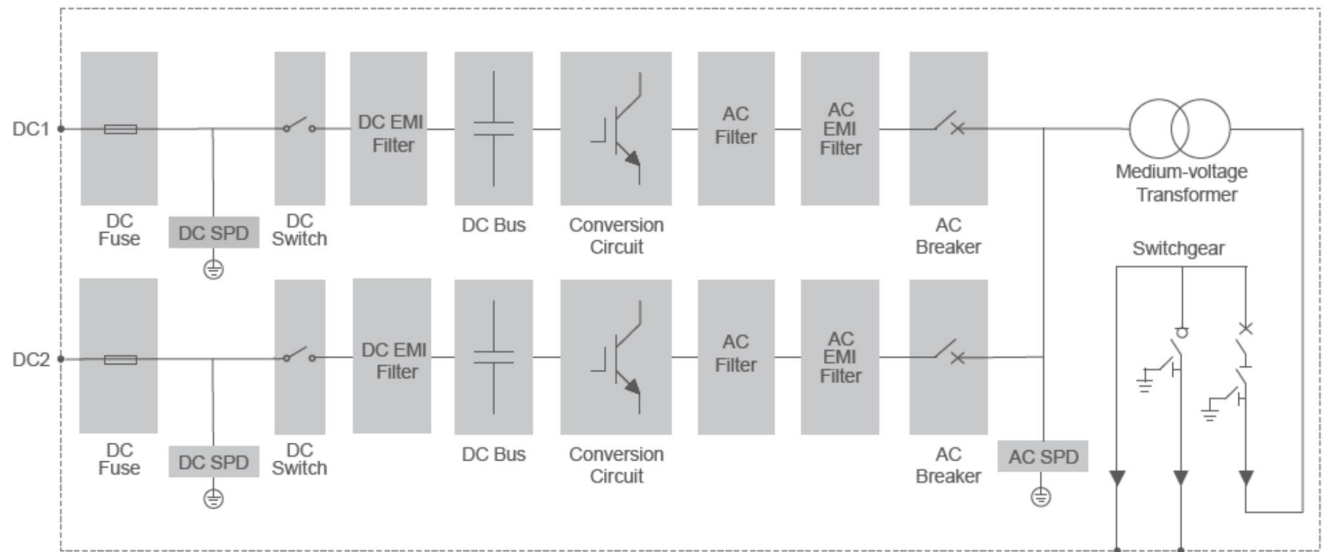 DC1
DC EMI
Filter
AC
Filter
AC
EMI
Filter
DC
Fuse
DC SPD
DC
Switch
DC Bus
Conversion
Circuit
AC
Breaker
Medium-voltage
Transformer
Switchgear
DC2
DC EMI
Filter
AC
Filter
AC
EMI
Filter
DC
Fuse
DC SPD
DC
Switch
DC Bus
Conversion
Circuit
AC
Breaker
AC SPD